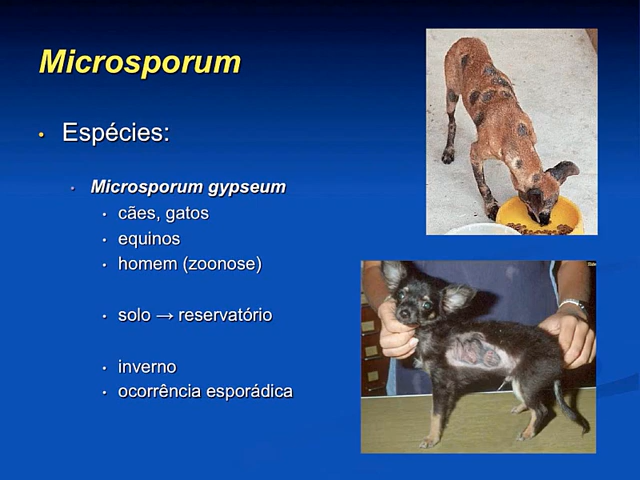 Microsporum
• Espécies:
• Microsporum gypseum
• cães, gatos
• equinos
• homem (zoonose)
• solo → reservatório
• inverno
• ocorrência esporádica